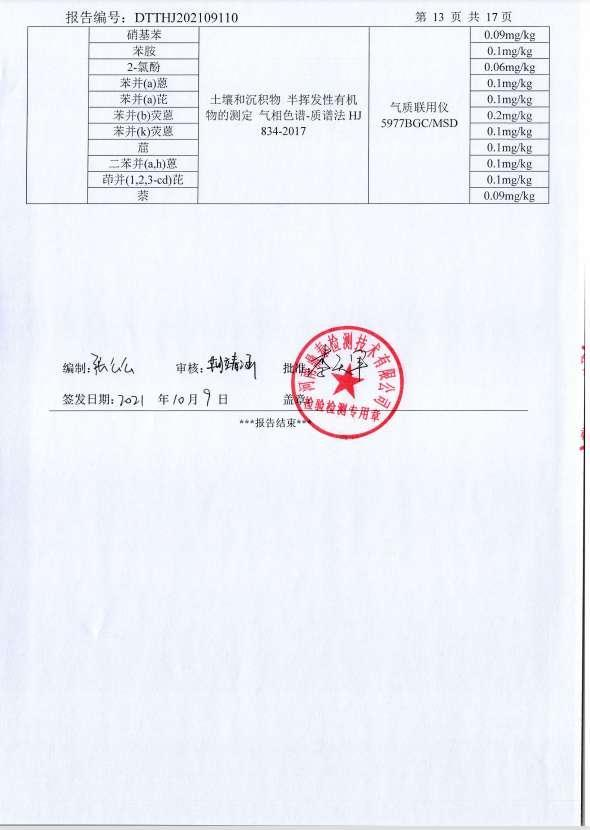 报告编号：DTTHJ202109110 第 13 页 共 17页
硝基苯 0.09mg/kg
苯胺 0.1mg/kg
2-氯酚 0.06mg/kg
苯并(a)蒽 0.1mg/kg
苯并(a)芘 0.1mg/kg
苯并(b)荧蒽 0.2mg/kg
苯并(k)荧蒽 0.1mg/kg
䓛 0.1mg/kg
二苯并(a,h)蒽 0.1mg/kg
茚并(1,2,3-cd)芘 0.1mg/kg
萘 0.09mg/kg
土壤和沉积物 半挥发性有机
物的测定 气相色谱-质谱法 HJ
834-2017
气质联用仪
5977BGC/MSD
编制： 审核： 批准：
签发日期：2021 年10月9日 盖章：
检测技术有限公司
检验检测专用章
***报告结束***